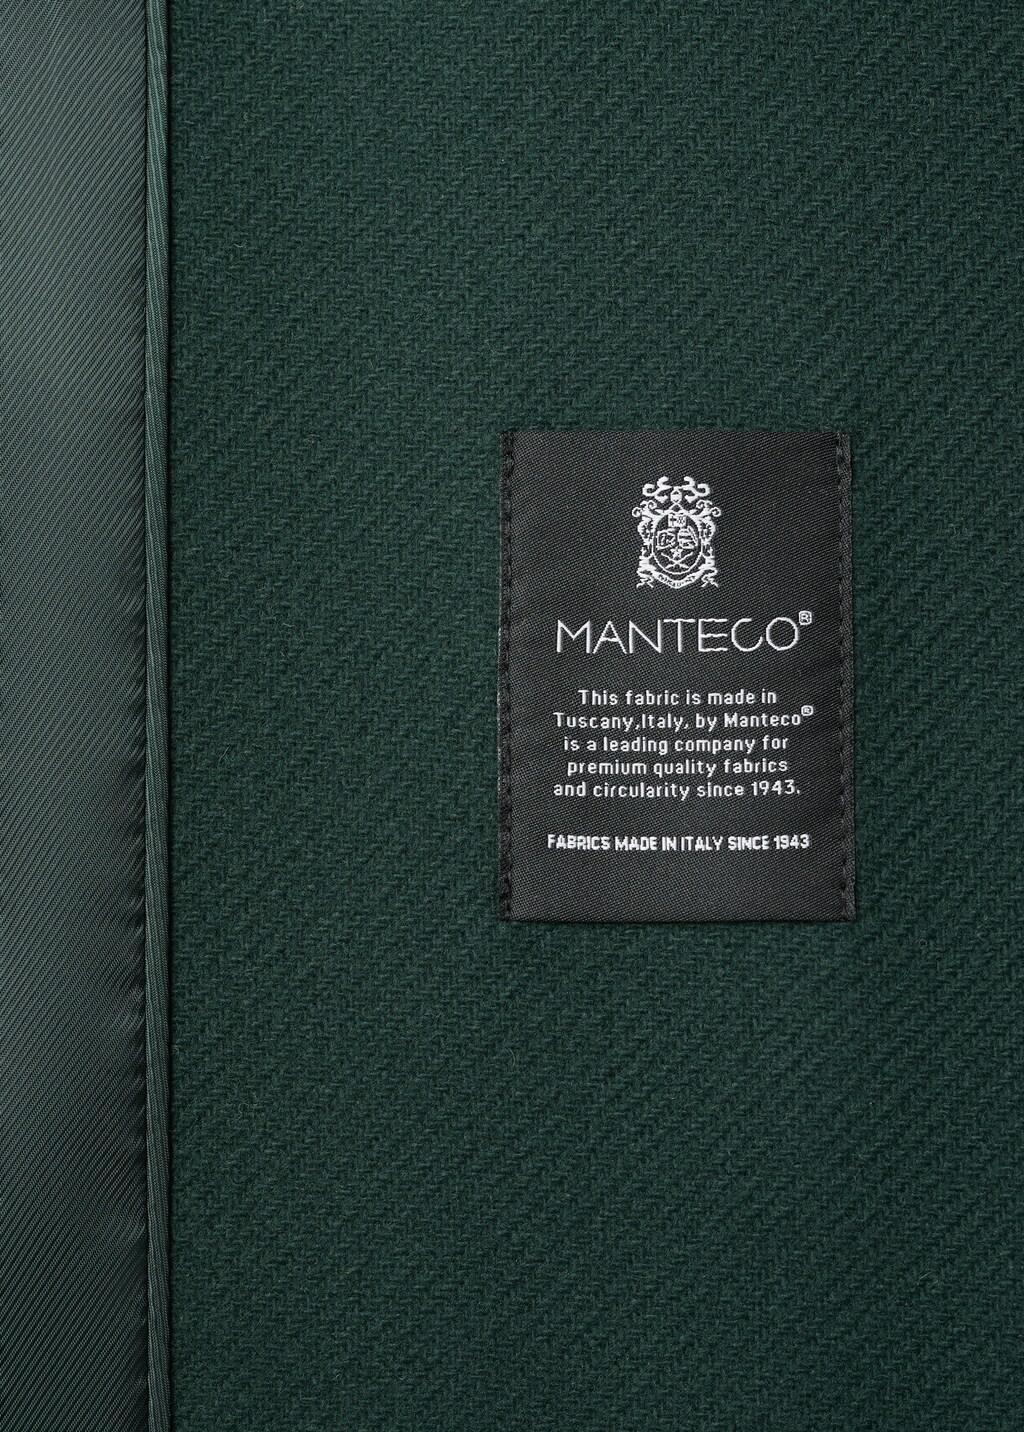 MANTECO®
This fabric is made in
Tuscany,Italy, by Manteco®
is a leading company for
premium quality fabrics
and circularity since 1943.
FABRICS MADE IN ITALY SINCE 1943